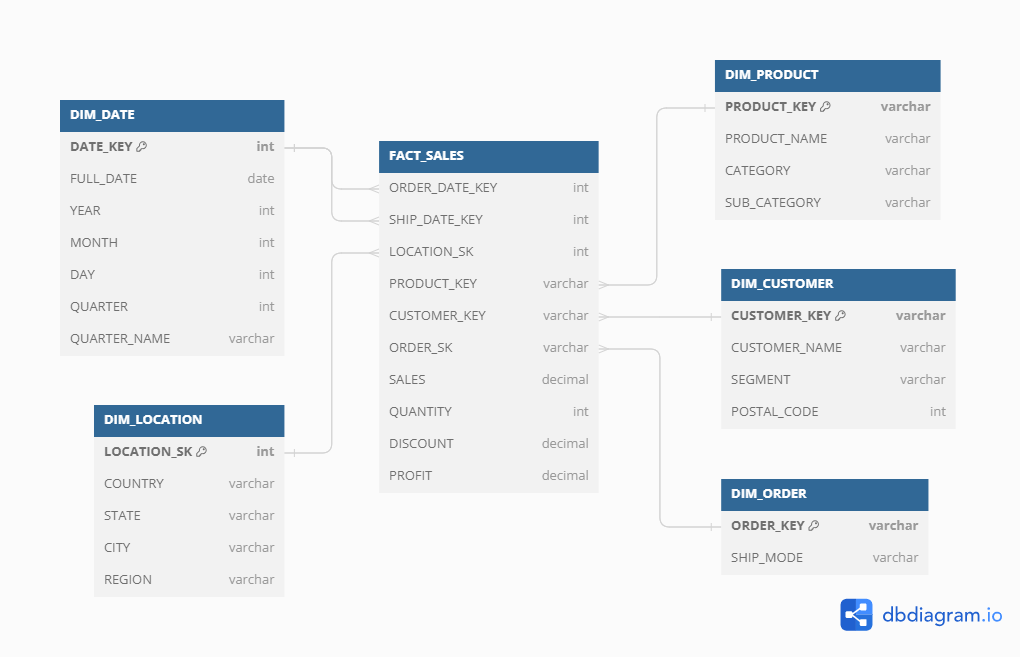 DIM_DATE
DATE_KEY int
FULL_DATE date
YEAR int
MONTH int
DAY int
QUARTER int
QUARTER_NAME varchar
DIM_LOCATION
LOCATION_SK int
COUNTRY varchar
STATE varchar
CITY varchar
REGION varchar
FACT_SALES
ORDER_DATE_KEY int
SHIP_DATE_KEY int
LOCATION_SK int
PRODUCT_KEY varchar
CUSTOMER_KEY varchar
ORDER_SK varchar
SALES decimal
QUANTITY int
DISCOUNT decimal
PROFIT decimal
DIM_PRODUCT
PRODUCT_KEY varchar
PRODUCT_NAME varchar
CATEGORY varchar
SUB_CATEGORY varchar
DIM_CUSTOMER
CUSTOMER_KEY varchar
CUSTOMER_NAME varchar
SEGMENT varchar
POSTAL_CODE int
DIM_ORDER
ORDER_KEY varchar
SHIP_MODE varchar
dbdiagram.io